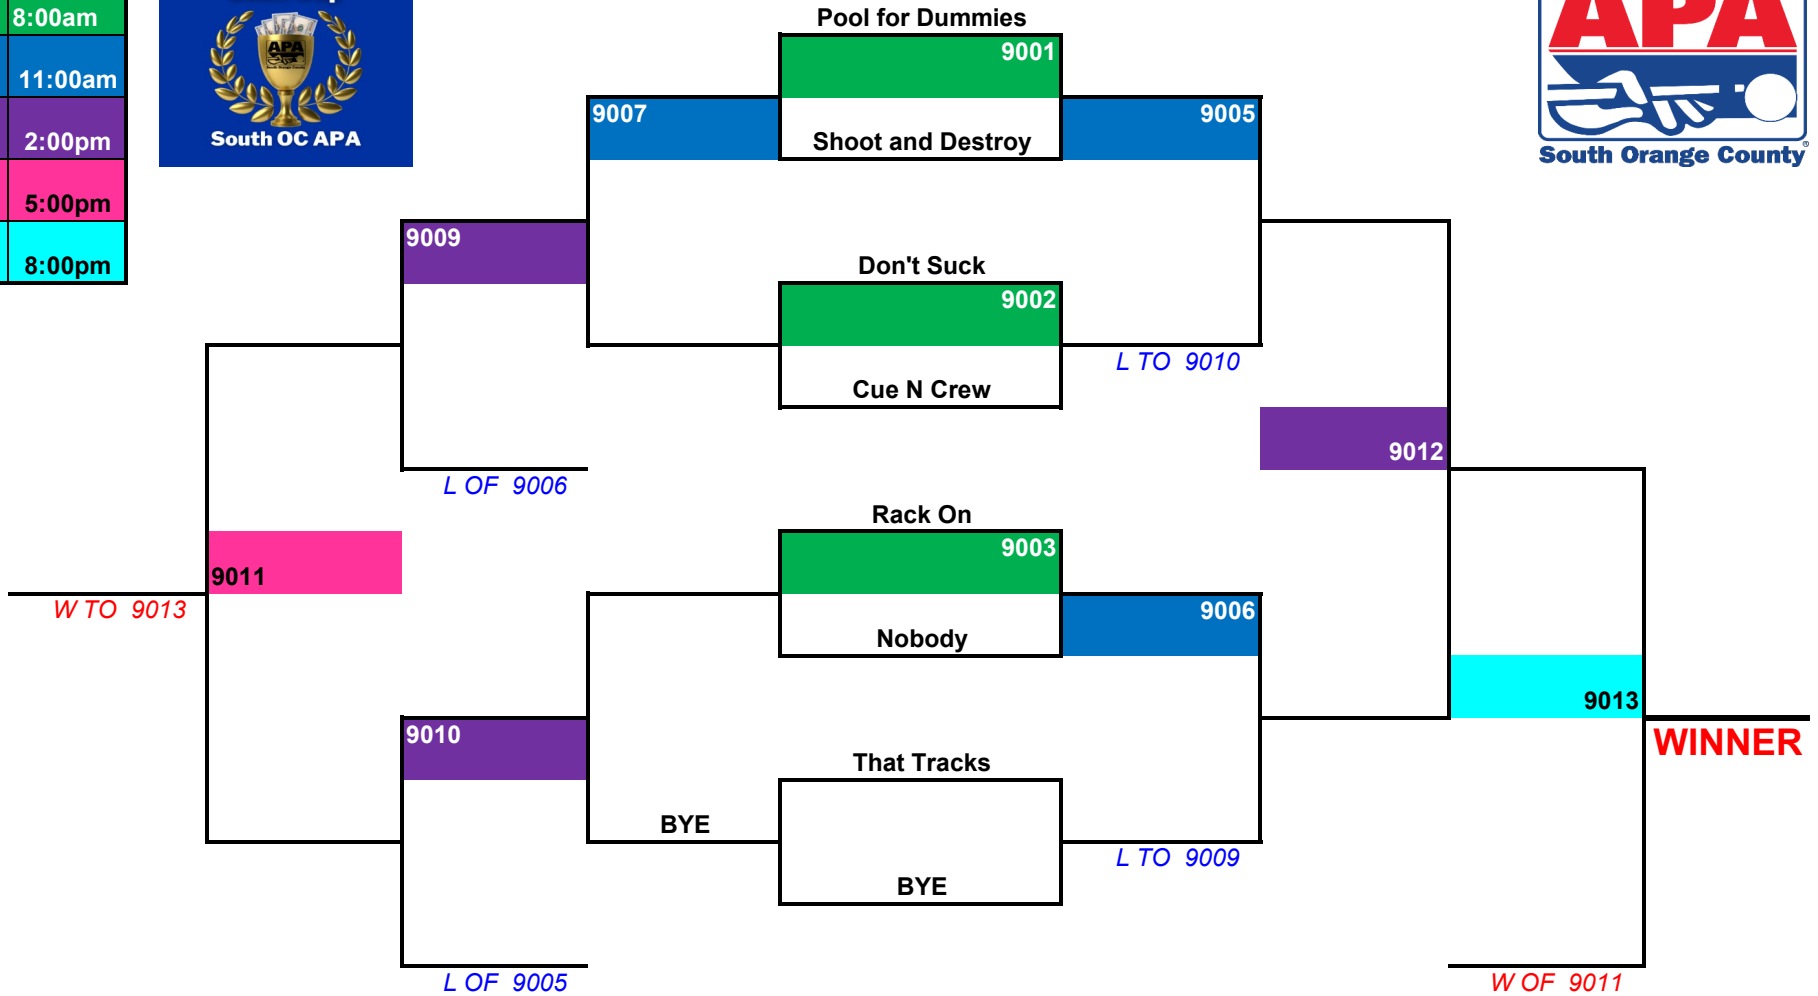 8:00am
11:00am
2:00pm
5:00pm
8:00pm
APA
South OC APA
APA
South Orange County®
Pool for Dummies
9001
9007
9005
Shoot and Destroy
9009
Don't Suck
9002
L TO 9010
Cue N Crew
9012
L OF 9006
Rack On
9003
9011
W TO 9013
9006
Nobody
9013
9010
WINNER
That Tracks
BYE
L TO 9009
BYE
L OF 9005
W OF 9011